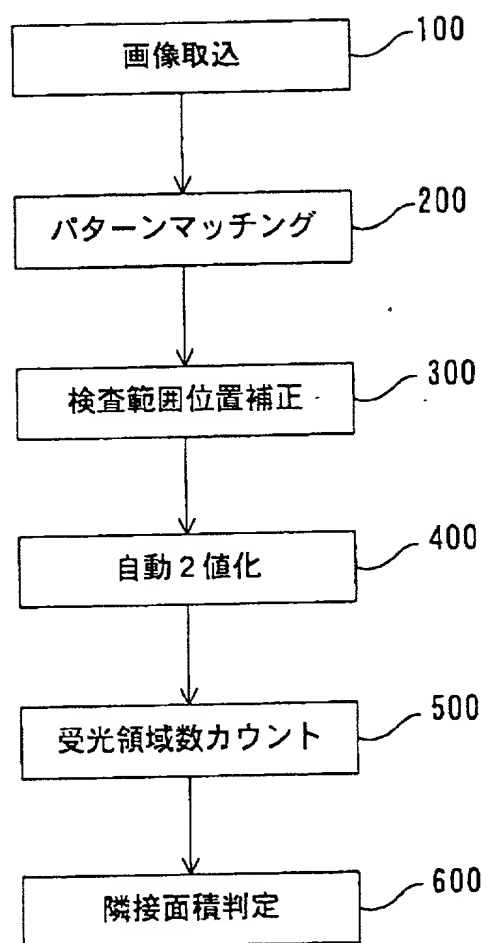 100
画像取込
200
パターンマッチング
300
検査範囲位置補正
400
自動２値化
500
受光領域数カウント
600
隣接面積判定